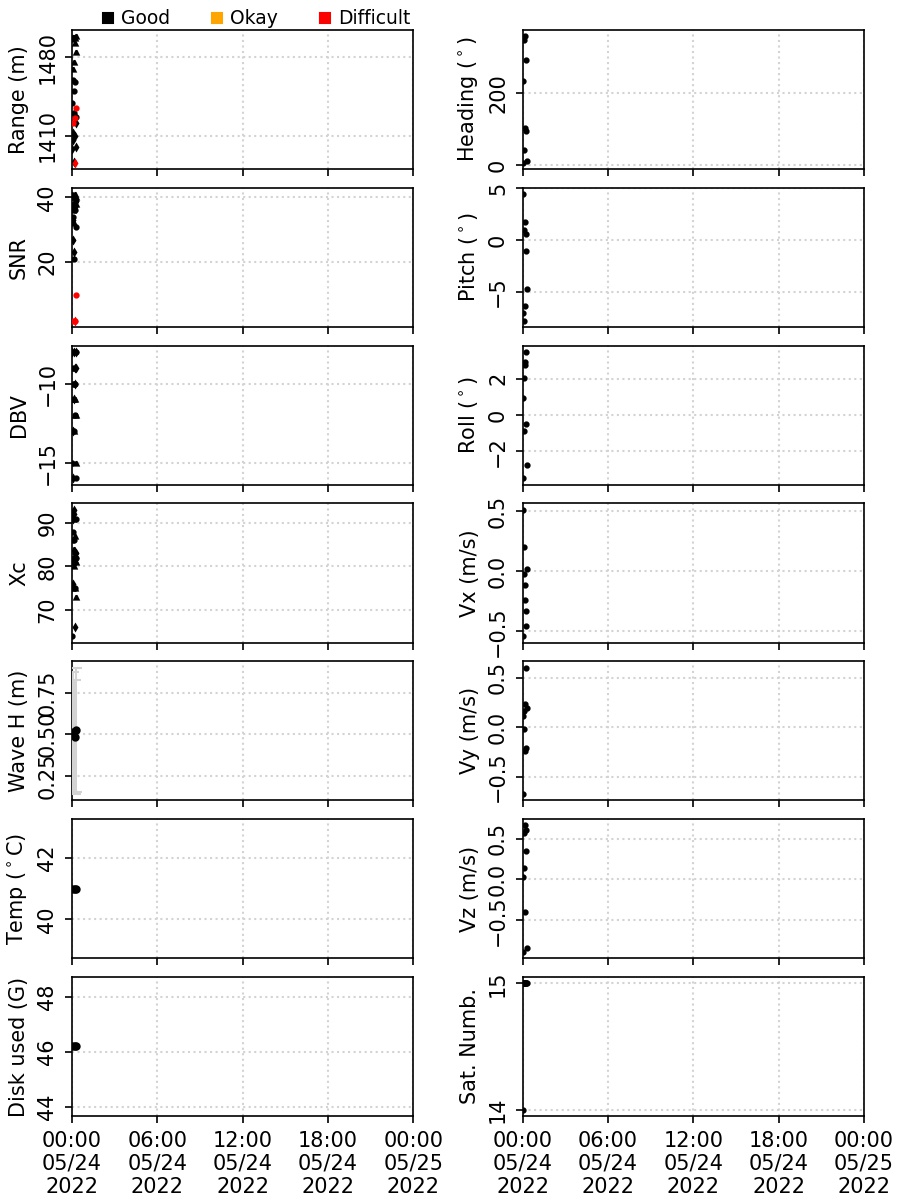 Good Okay Difficult
Range (m)
1480
1410
SNR
40
20
DBV
−10
−15
Xc
90
80
70
Wave H (m)
0.75
0.50
0.25
Temp (°C)
42
40
Disk used (G)
48
46
44
00:00 06:00 12:00 18:00 00:00
05/24 05/24 05/24 05/24 05/25
2022 2022 2022 2022 2022
Heading (°)
200
0
Pitch (°)
5
0
−5
Roll (°)
2
0
−2
Vx (m/s)
0.5
0.0
−0.5
Vy (m/s)
0.5
0.0
−0.5
Vz (m/s)
0.5
0.0
−0.5
Sat. Numb.
15
14
00:00 06:00 12:00 18:00 00:00
05/24 05/24 05/24 05/24 05/25
2022 2022 2022 2022 2022